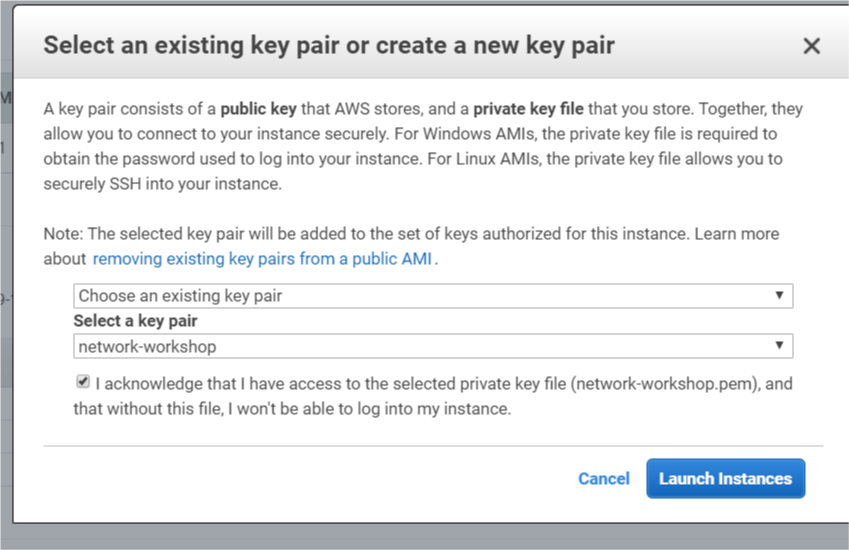 Select an existing key pair or create a new key pair
A key pair consists of a public key that AWS stores, and a private key file that you store. Together, they
allow you to connect to your instance securely. For Windows AMIs, the private key file is required to
obtain the password used to log into your instance. For Linux AMIs, the private key file allows you to
securely SSH into your instance.
Note: The selected key pair will be added to the set of keys authorized for this instance. Learn more
about removing existing key pairs from a public AMI.
Choose an existing key pair
Select a key pair
network-workshop
I acknowledge that I have access to the selected private key file (network-workshop.pem), and
that without this file, I won't be able to log into my instance.
Cancel Launch Instances